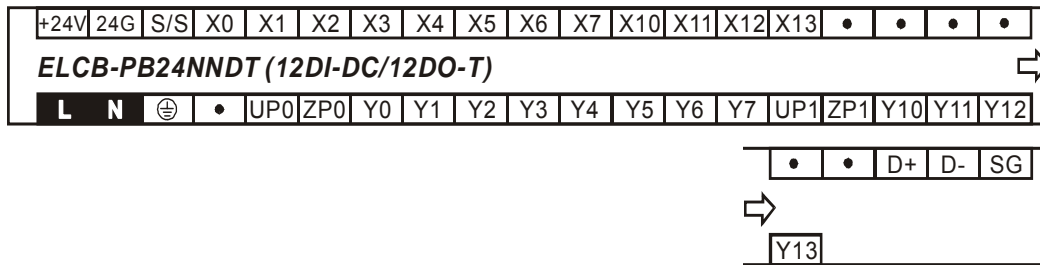 +24V 24G S/S X0 X1 X2 X3 X4 X5 X6 X7 X10 X11 X12 X13 • • • •
ELCB-PB24NNDT (12DI-DC/12DO-T)
L N • UP0 ZP0 Y0 Y1 Y2 Y3 Y4 Y5 Y6 Y7 UP1 ZP1 Y10 Y11 Y12
• • D+ D- SG
Y13